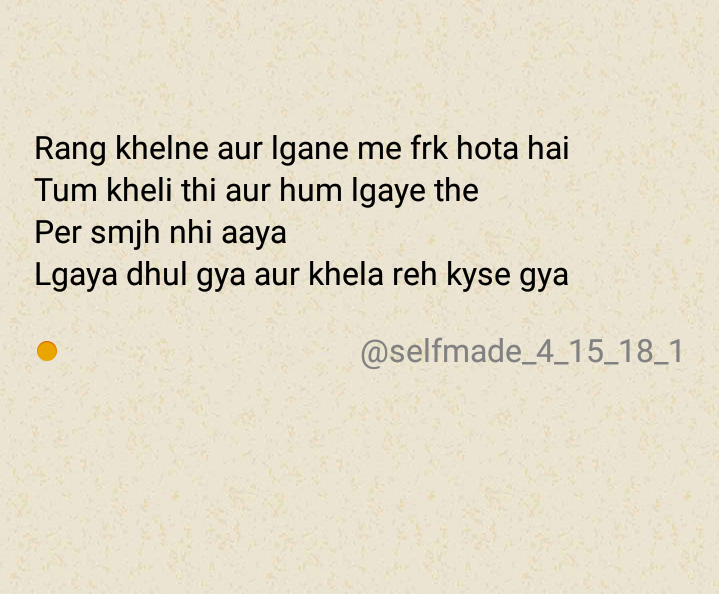 Rang khelne aur lgane me frk hota hai
Tum kheli thi aur hum lgaye the
Per smjh nhi aaya
Lgaya dhul gya aur khela reh kyse gya
@selfmade_4_15_18_1